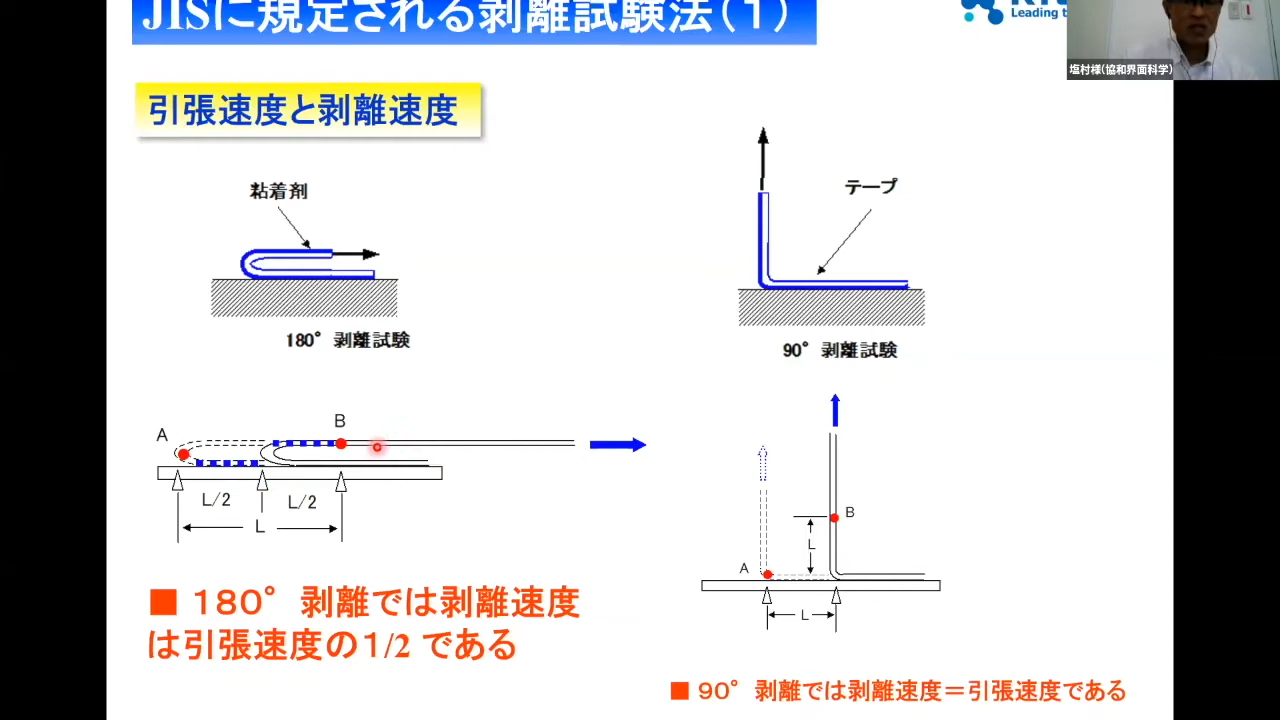 JISに規定される剥離試験法（1）
Leading t
塩村様(協和界面科学)
引張速度と剥離速度
粘着剤
180°剥離試験
テープ
90°剥離試験
A
B
L/2
L/2
L
■ 180°剥離では剥離速度
は引張速度の1/2 である
B
L
A
L
■ 90°剥離では剥離速度＝引張速度である